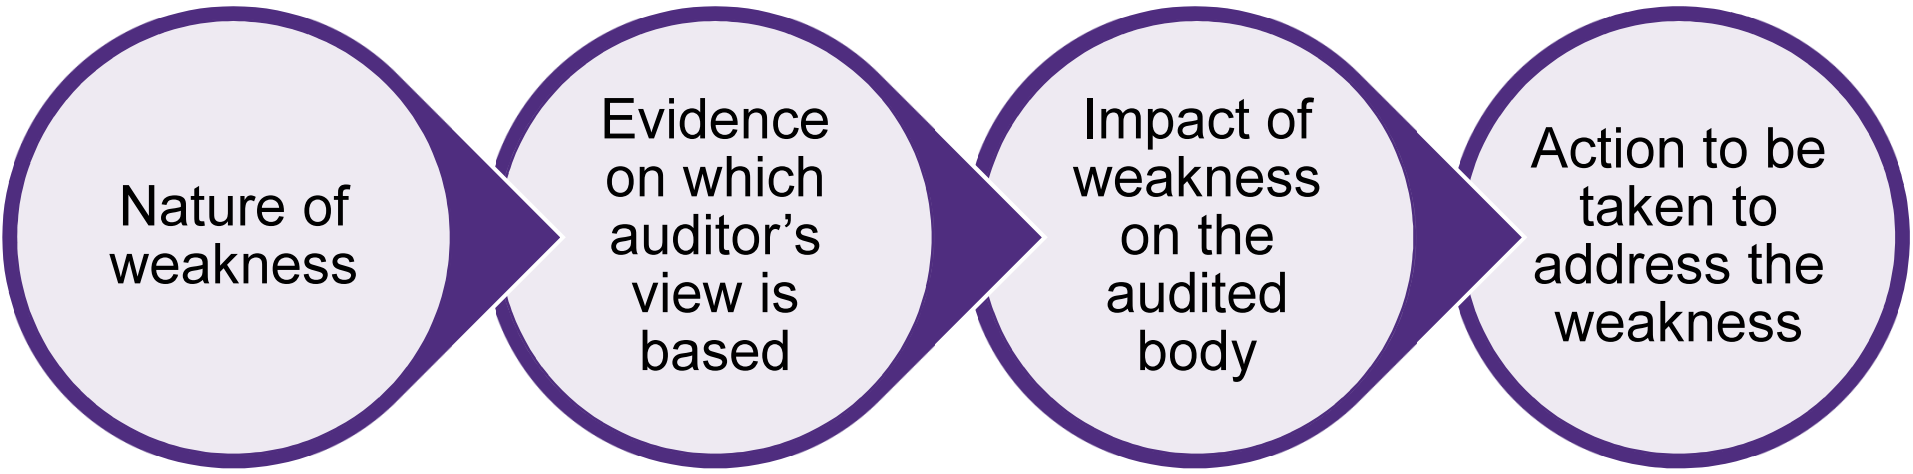 Nature of
weakness
Evidence
on which
auditor’s
view is
based
Impact of
weakness
on the
audited
body
Action to be
taken to
address the
weakness